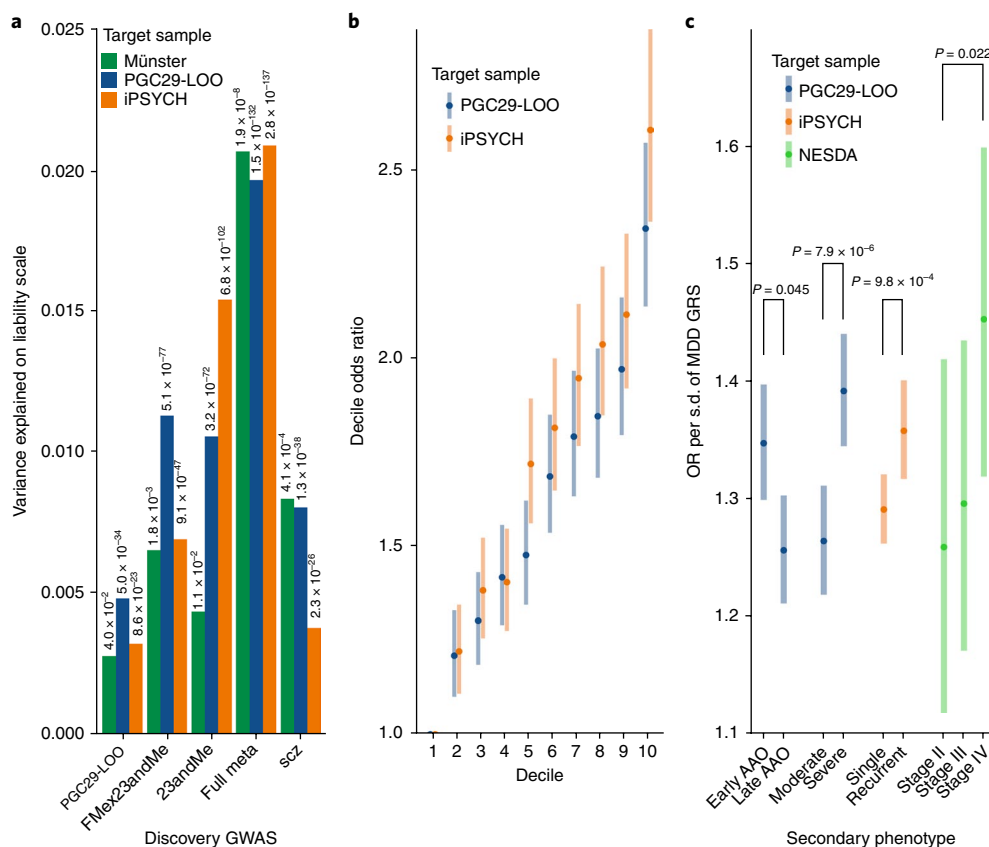 a
Target sample
Münster
PGC29-LOO
iPSYCH
Variance explained on liability scale
0.025
0.020
0.015
0.010
0.005
0.000
4.0 × 10⁻²
5.0 × 10⁻³⁴
8.6 × 10⁻²³
1.8 × 10⁻³
5.1 × 10⁻⁷⁷
9.1 × 10⁻⁴⁷
1.1 × 10⁻²
3.2 × 10⁻⁷²
6.8 × 10⁻¹⁰²
1.9 × 10⁻⁸
1.5 × 10⁻¹³²
2.8 × 10⁻¹³⁷
4.1 × 10⁻⁴
1.3 × 10⁻³⁸
2.3 × 10⁻²⁶
PGC29-LOO
FMex23andMe
23andMe
Full meta
scz
Discovery GWAS
b
Target sample
PGC29-LOO
iPSYCH
Decile odds ratio
2.5
2.0
1.5
1.0
1 2 3 4 5 6 7 8 9 10
Decile
c
Target sample
PGC29-LOO
iPSYCH
NESDA
OR per s.d. of MDD GRS
1.6
1.5
1.4
1.3
1.2
1.1
P = 0.045
P = 7.9 × 10⁻⁶
P = 9.8 × 10⁻⁴
P = 0.022
Early AAO
Late AAO
Moderate
Severe
Single
Recurrent
Stage II
Stage III
Stage IV
Secondary phenotype